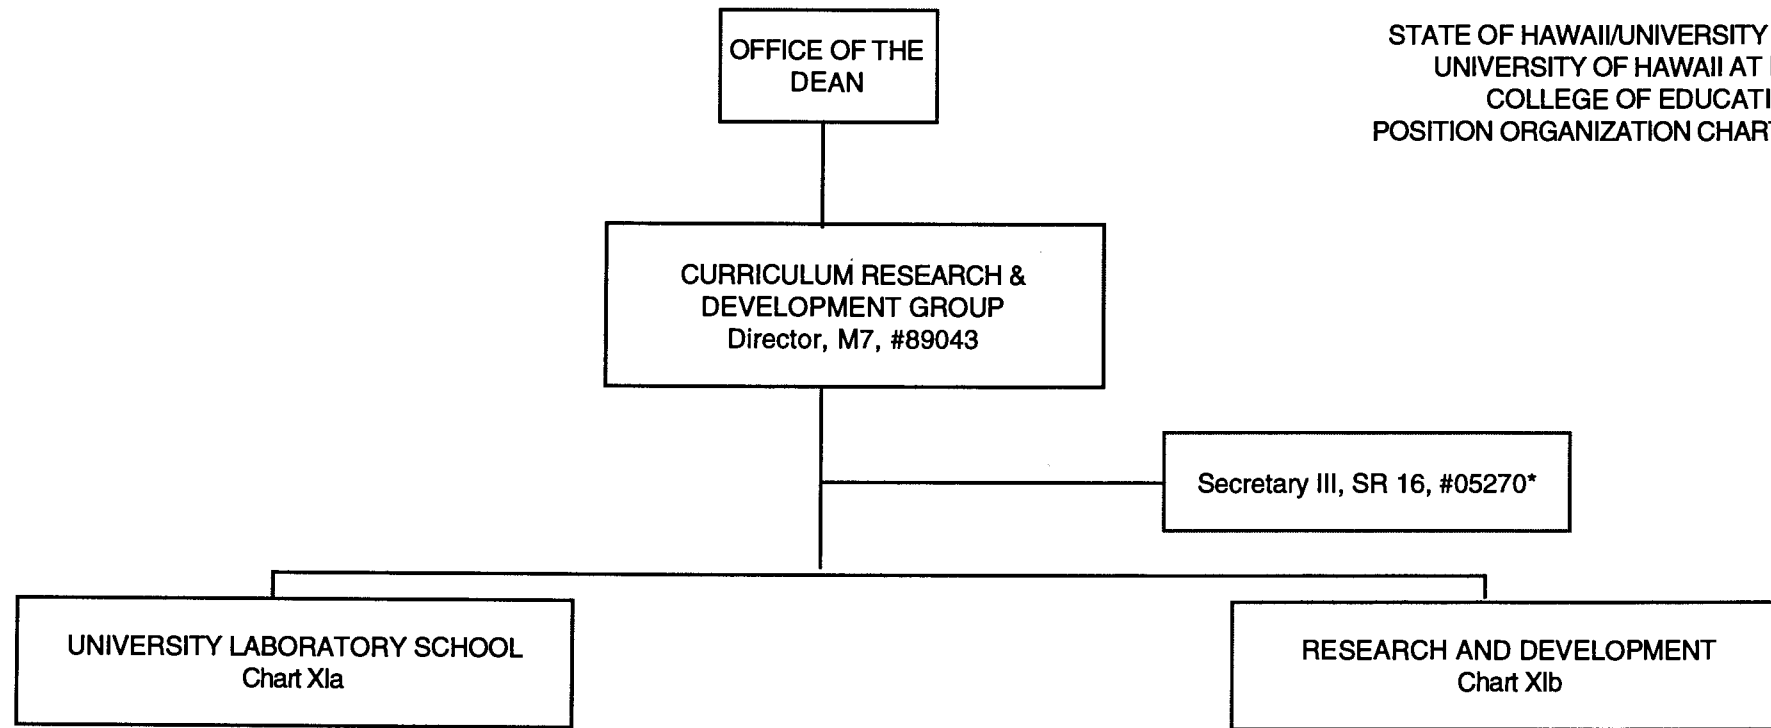 OFFICE OF THE
DEAN
STATE OF HAWAII/UNIVERSITY
UNIVERSITY OF HAWAII AT
COLLEGE OF EDUCATI
POSITION ORGANIZATION CHART
CURRICULUM RESEARCH &
DEVELOPMENT GROUP
Director, M7, #89043
Secretary III, SR 16, #05270*
UNIVERSITY LABORATORY SCHOOL
Chart XIa
RESEARCH AND DEVELOPMENT
Chart XIb